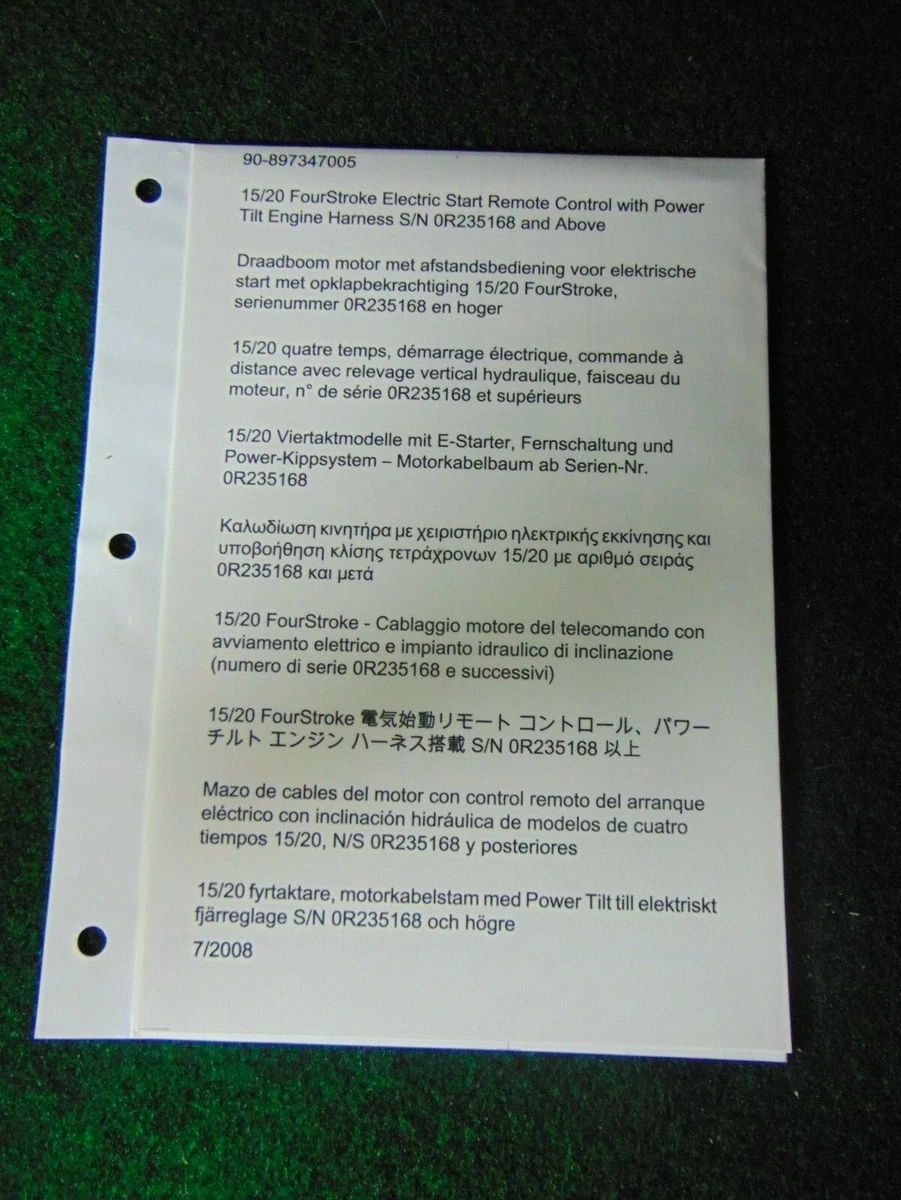 90-897347005
15/20 FourStroke Electric Start Remote Control with Power
Tilt Engine Harness S/N 0R235168 and Above
Draadboom motor met afstandsbediening voor elektrische
start met opklapbekrachtiging 15/20 FourStroke,
serienummer 0R235168 en hoger
15/20 quatre temps, démarrage électrique, commande à
distance avec relevage vertical hydraulique, faisceau du
moteur, n° de série 0R235168 et supérieurs
15/20 Viertaktmodelle mit E-Starter, Fernschaltung und
Power-Kippsystem – Motorkabelbaum ab Serien-Nr.
0R235168
Καλωδίωση κινητήρα με χειριστήριο ηλεκτρικής εκκίνησης και
υποβοήθηση κλίσης τετράχρονων 15/20 με αριθμό σειράς
0R235168 και μετά
15/20 FourStroke - Cablaggio motore del telecomando con
avviamento elettrico e impianto idraulico di inclinazione
(numero di serie 0R235168 e successivi)
15/20 FourStroke 電気始動リモート コントロール、パワー
チルト エンジン ハーネス搭載 S/N 0R235168 以上
Mazo de cables del motor con control remoto del arranque
eléctrico con inclinación hidráulica de modelos de cuatro
tiempos 15/20, N/S 0R235168 y posteriores
15/20 fyrtaktare, motorkabelstam med Power Tilt till elektriskt
fjärreglage S/N 0R235168 och högre
7/2008